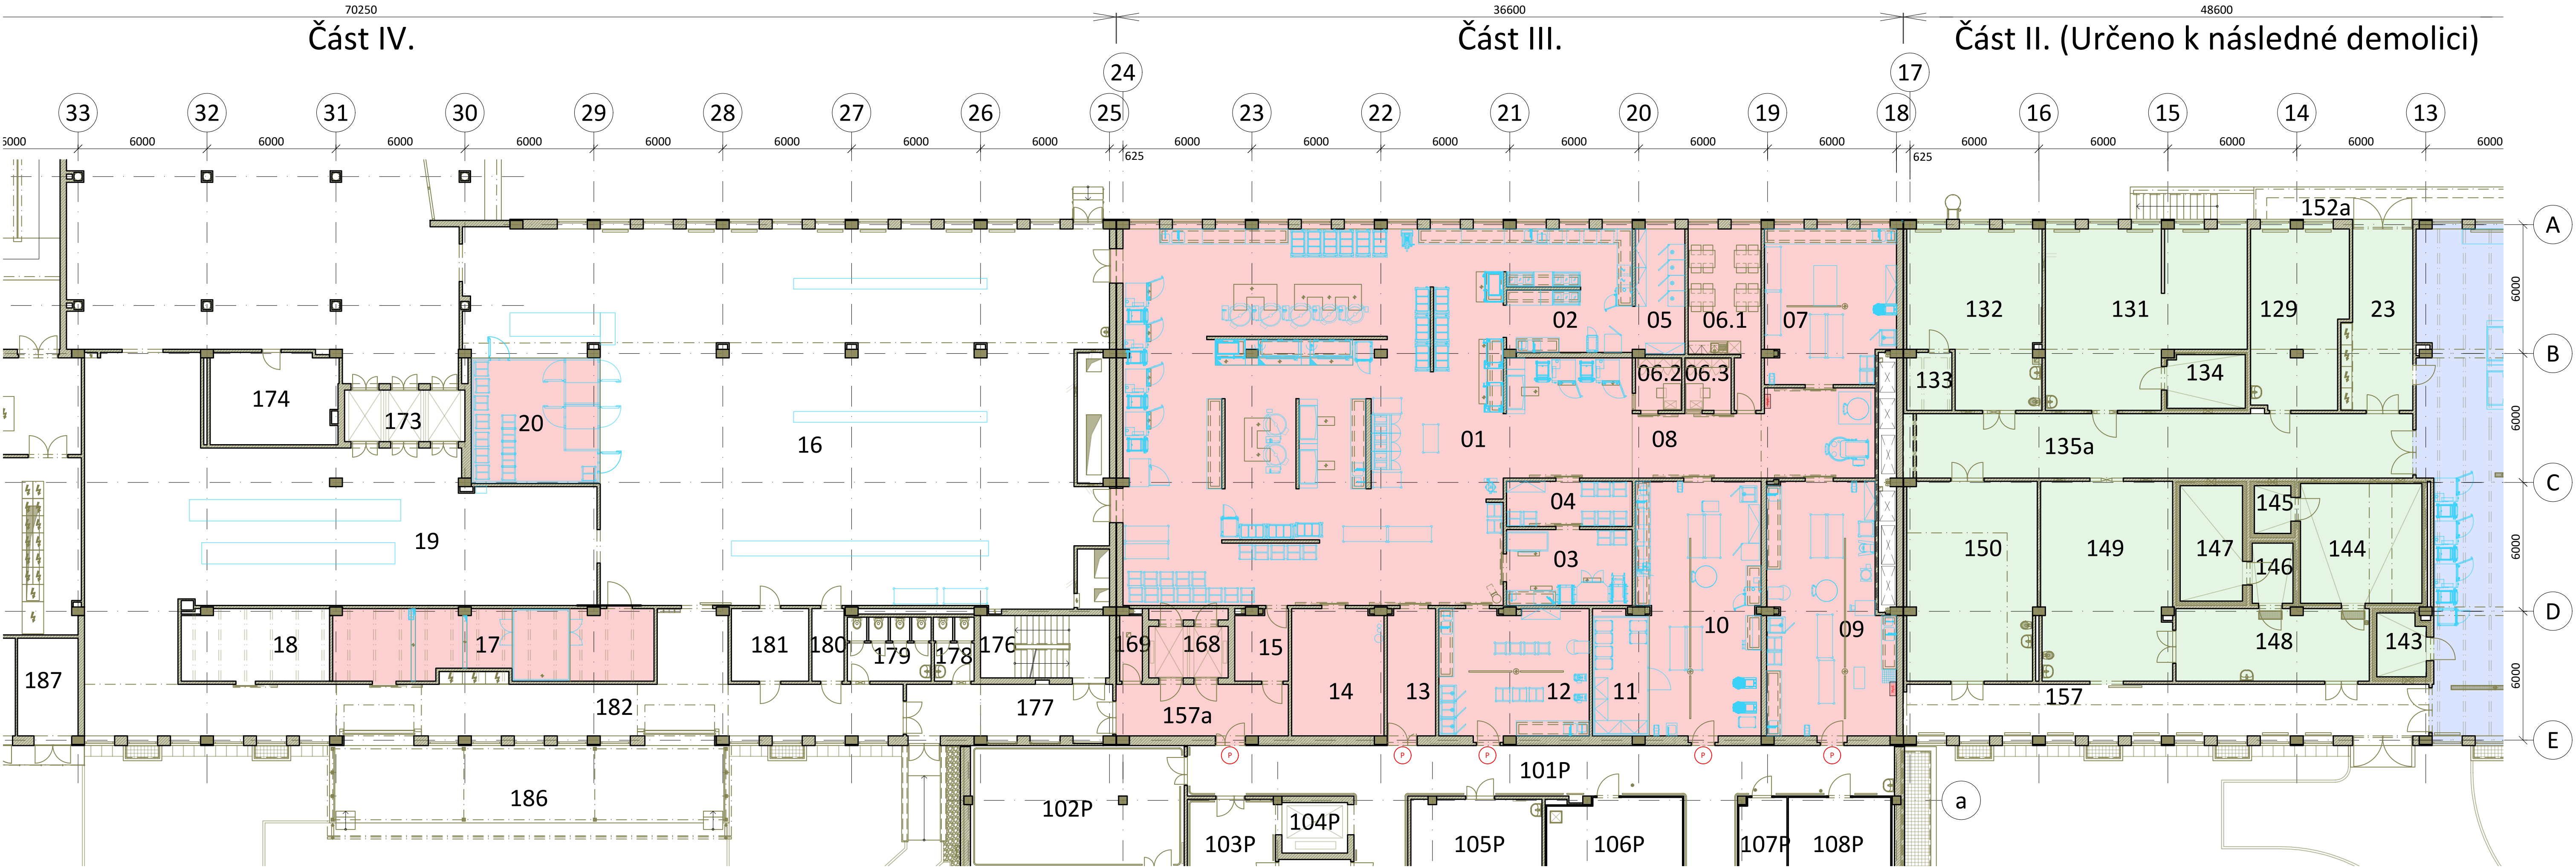 70250 36600 48600
Část IV. Část III. Část II. (Určeno k následné demolici)
24 17
33 32 31 30 29 28 27 26 25 23 22 21 20 19 18 16 15 14 13
6000 6000 6000 6000 6000 6000 6000 6000 6000 625 6000 6000 6000 6000 6000 6000 625 6000 6000 6000 6000 6000
152a
A
6000
132 131 129 23
02 05 06.1 07
B
174 173 20 06.2 06.3 133 134
6000
16 01 08 135a
C
19 04 03 150 149 147 145 146 144
6000
D
187 18 17 181 180 179 178 176 169 168 15 10 09 148 143
6000
182 177 157a 14 13 12 11 157
E
P P P P P
186 102P 101P a
103P 104P 105P 106P 107P 108P